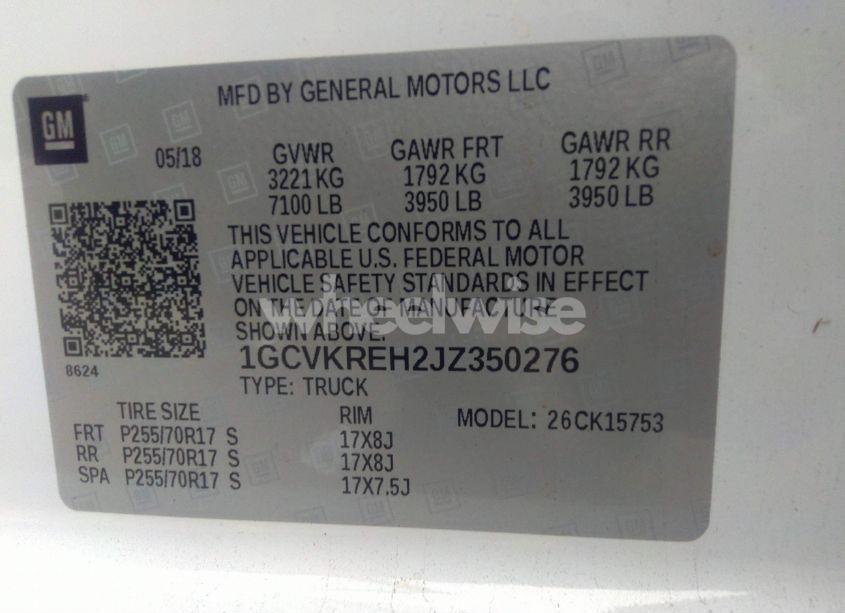 GM
MFD BY GENERAL MOTORS LLC
05/18 GVWR GAWR FRT GAWR RR
3221 KG 1792 KG 1792 KG
7100 LB 3950 LB 3950 LB
THIS VEHICLE CONFORMS TO ALL
APPLICABLE U.S. FEDERAL MOTOR
VEHICLE SAFETY STANDARDS IN EFFECT
ON THE DATE OF MANUFACTURE
SHOWN ABOVE.
wheelwise
8624
1GCVKREH2JZ350276
TYPE: TRUCK
TIRE SIZE RIM MODEL: 26CK15753
FRT P255/70R17 S 17X8J
RR P255/70R17 S 17X8J
SPA P255/70R17 S 17X7.5J